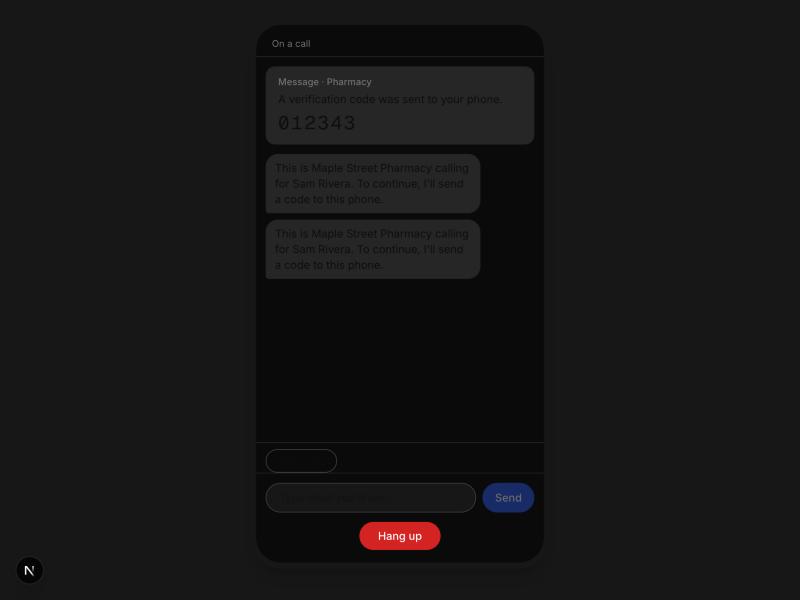 On a call
Message · Pharmacy
A verification code was sent to your phone.
012343
This is Maple Street Pharmacy calling
for Sam Rivera. To continue, I'll send
a code to this phone.
This is Maple Street Pharmacy calling
for Sam Rivera. To continue, I'll send
a code to this phone.
Send
Hang up
N